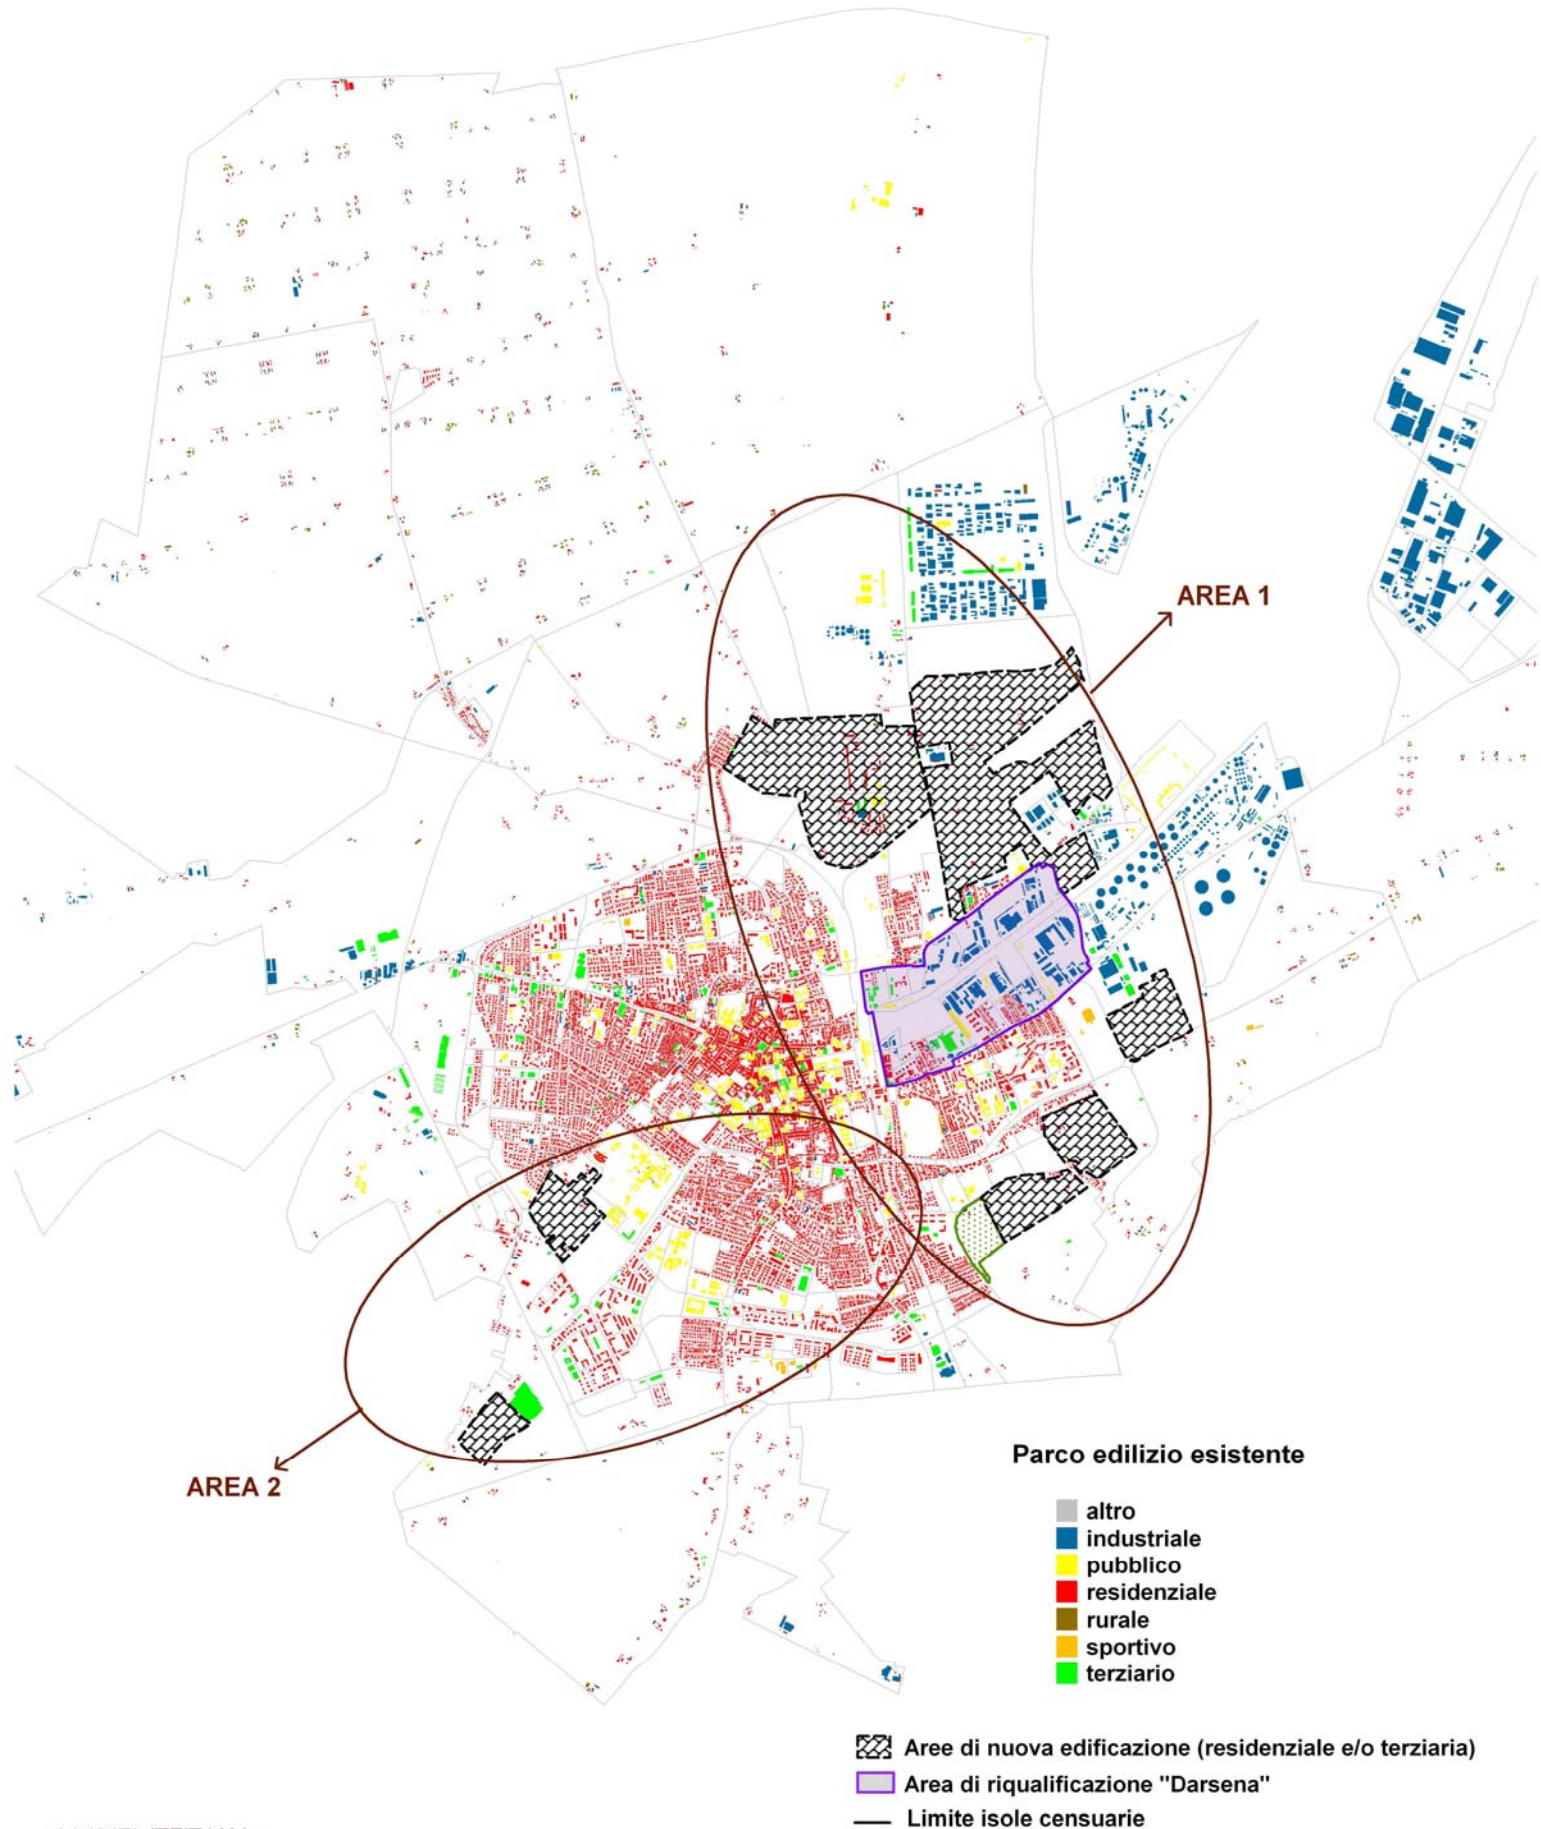 AREA 1
AREA 2
Parco edilizio esistente
altro
industriale
pubblico
residenziale
rurale
sportivo
terziario
Aree di nuova edificazione (residenziale e/o terziaria)
Area di riqualificazione "Darsena"
Limite isole censuarie